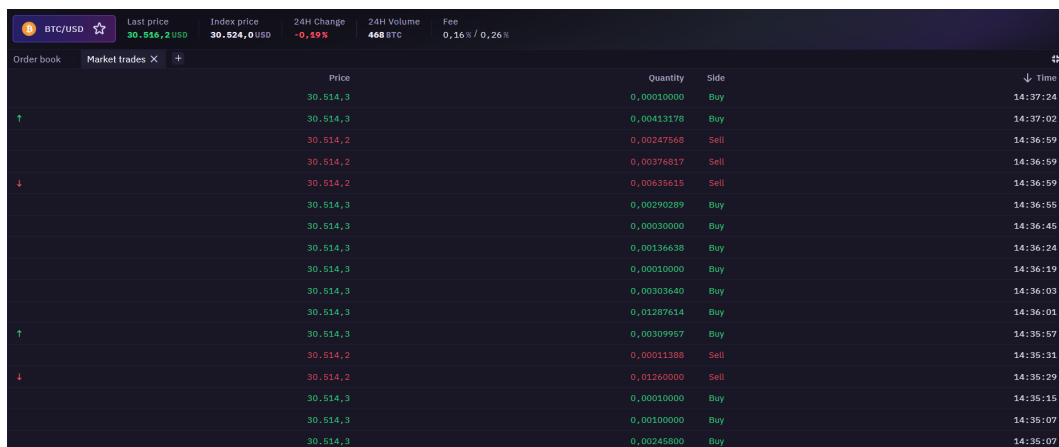 BTC/USD Last price Index price 24H Change 24H Volume Fee
30.516,2 USD 30.524,0 USD -0,19% 468 BTC 0,16% / 0,26%
Order book Market trades × +
Price Quantity Side ↓ Time
30.514,3 0,00010000 Buy 14:37:24
↑ 30.514,3 0,00413178 Buy 14:37:02
30.514,2 0,00247568 Sell 14:36:59
30.514,2 0,00376817 Sell 14:36:59
↓ 30.514,2 0,00635615 Sell 14:36:59
30.514,3 0,00290289 Buy 14:36:55
30.514,3 0,00030000 Buy 14:36:45
30.514,3 0,00136638 Buy 14:36:24
30.514,3 0,00010000 Buy 14:36:19
30.514,3 0,00303640 Buy 14:36:03
30.514,3 0,01287614 Buy 14:36:01
↑ 30.514,3 0,00309957 Buy 14:35:57
30.514,2 0,00011388 Sell 14:35:31
↓ 30.514,2 0,01260000 Sell 14:35:29
30.514,3 0,00010000 Buy 14:35:15
30.514,3 0,00100000 Buy 14:35:07
30.514,3 0,00245800 Buy 14:35:07